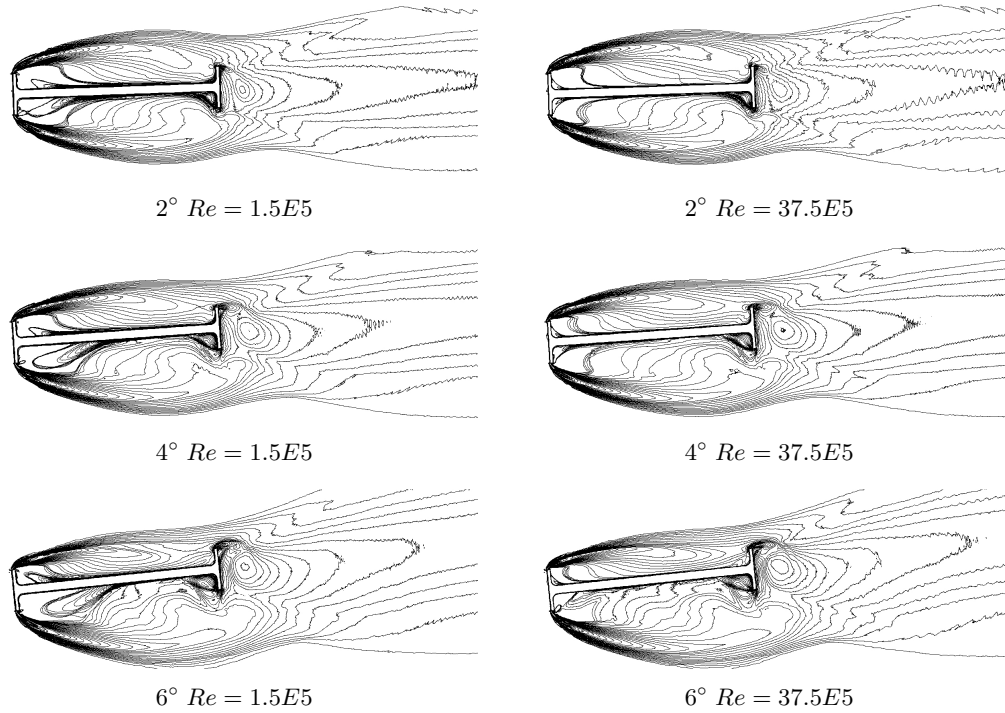 2° Re = 1.5E5
2° Re = 37.5E5
4° Re = 1.5E5
4° Re = 37.5E5
6° Re = 1.5E5
6° Re = 37.5E5